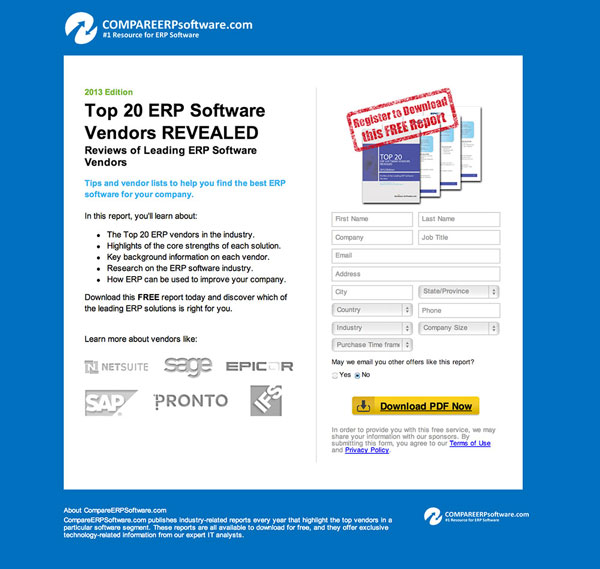 COMPAREERPsoftware.com
#1 Resource for ERP Software
2013 Edition
Top 20 ERP Software
Vendors REVEALED
Reviews of Leading ERP Software
Vendors
Tips and vendor lists to help you find the best ERP
software for your company.
In this report, you'll learn about:
The Top 20 ERP vendors in the industry.
Highlights of the core strengths of each solution.
Key background information on each vendor.
Research on the ERP software industry.
How ERP can be used to improve your company.
Download this FREE report today and discover which of
the leading ERP solutions is right for you.
Learn more about vendors like:
N NETSUITE sage EPICOR
SAP PRONTO IFS
Register to Download
this FREE Report
TOP 20
First Name Last Name
Company Job Title
Email
Address
City State/Province
Country Phone
Industry Company Size
Purchase Time frame
May we email you other offers like this report?
Yes No
Download PDF Now
In order to provide you with this free service, we may
share your information with our sponsors. By
submitting this form, you agree to our Terms of Use
and Privacy Policy.
About CompareERPSoftware.com
CompareERPSoftware.com publishes industry-related reports every year that highlight the top vendors in a
particular software segment. These reports are all available to download for free, and they offer exclusive
technology-related information from our expert IT analysts.
COMPAREERPsoftware.com
#1 Resource for ERP Software